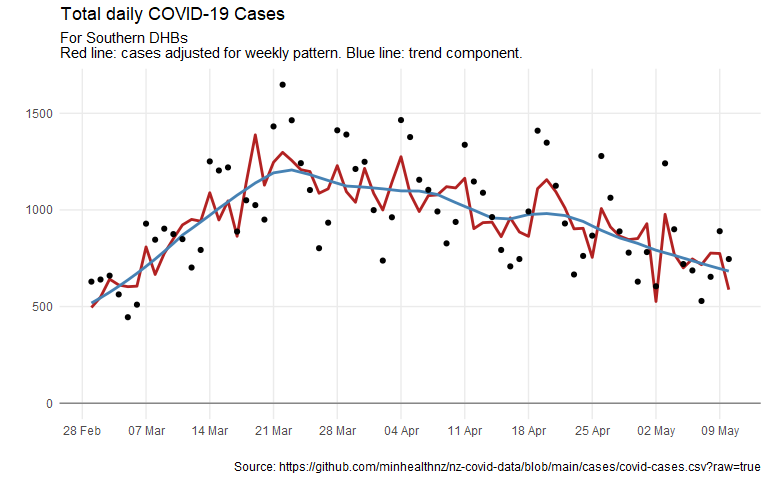 Total daily COVID-19 Cases
For Southern DHBs
Red line: cases adjusted for weekly pattern. Blue line: trend component.
1500
1000
500
0
28 Feb 07 Mar 14 Mar 21 Mar 28 Mar 04 Apr 11 Apr 18 Apr 25 Apr 02 May 09 May
Source: https://github.com/minhealthnz/nz-covid-data/blob/main/cases/covid-cases.csv?raw=true